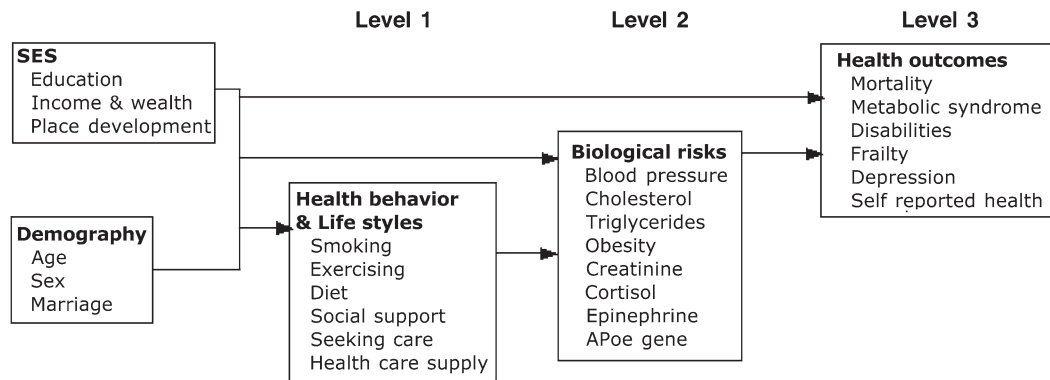 Level 1
Level 2
Level 3
SES
Education
Income & wealth
Place development
Demography
Age
Sex
Marriage
Health behavior
& Life styles
Smoking
Exercising
Diet
Social support
Seeking care
Health care supply
Biological risks
Blood pressure
Cholesterol
Triglycerides
Obesity
Creatinine
Cortisol
Epinephrine
APoe gene
Health outcomes
Mortality
Metabolic syndrome
Disabilities
Frailty
Depression
Self reported health